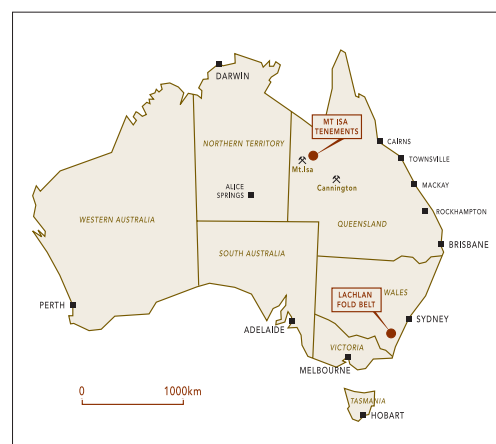 DARWIN
MT ISA
TENEMENTS
NORTHERN TERRITORY
CAIRNS
Mt.Isa
TOWNSVILLE
Cannington
MACKAY
ALICE
SPRINGS
ROCKHAMPTON
WESTERN AUSTRALIA
QUEENSLAND
BRISBANE
SOUTH AUSTRALIA
WALES
LACHLAN
FOLD BELT
PERTH
SYDNEY
ADELAIDE
VICTORIA
MELBOURNE
0 1000km
TASMANIA
HOBART